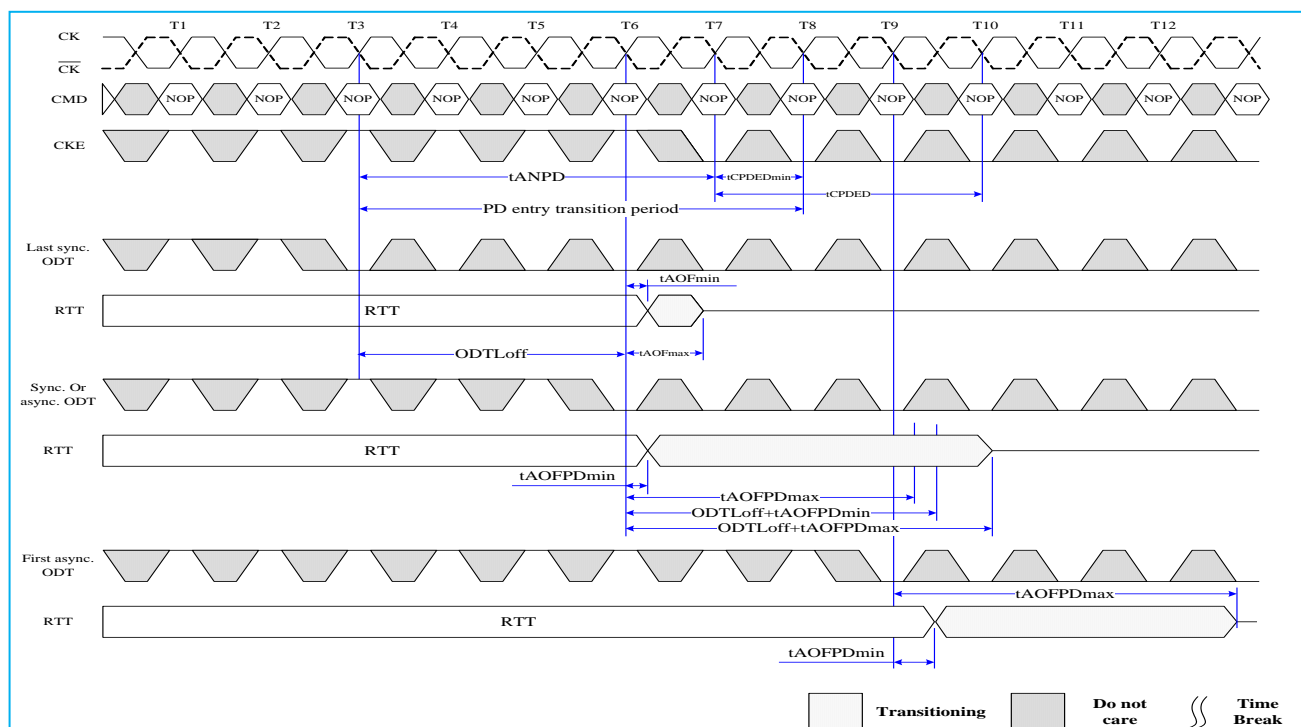 T1 T2 T3 T4 T5 T6 T7 T8 T9 T10 T11 T12
CK
CK
CMD NOP NOP NOP NOP NOP NOP NOP NOP NOP NOP NOP NOP NOP
CKE
tANPD tCPDEDmin
tCPDED
PD entry transition period
Last sync.
ODT
tAOFmin
RTT RTT
ODTLoff tAOFmax
Sync. Or
async. ODT
RTT RTT
tAOFPDmin
tAOFPDmax
ODTLoff+tAOFPDmin
ODTLoff+tAOFPDmax
First async.
ODT
tAOFPDmax
RTT RTT
tAOFPDmin
Transitioning
Do not
care
Time
Break